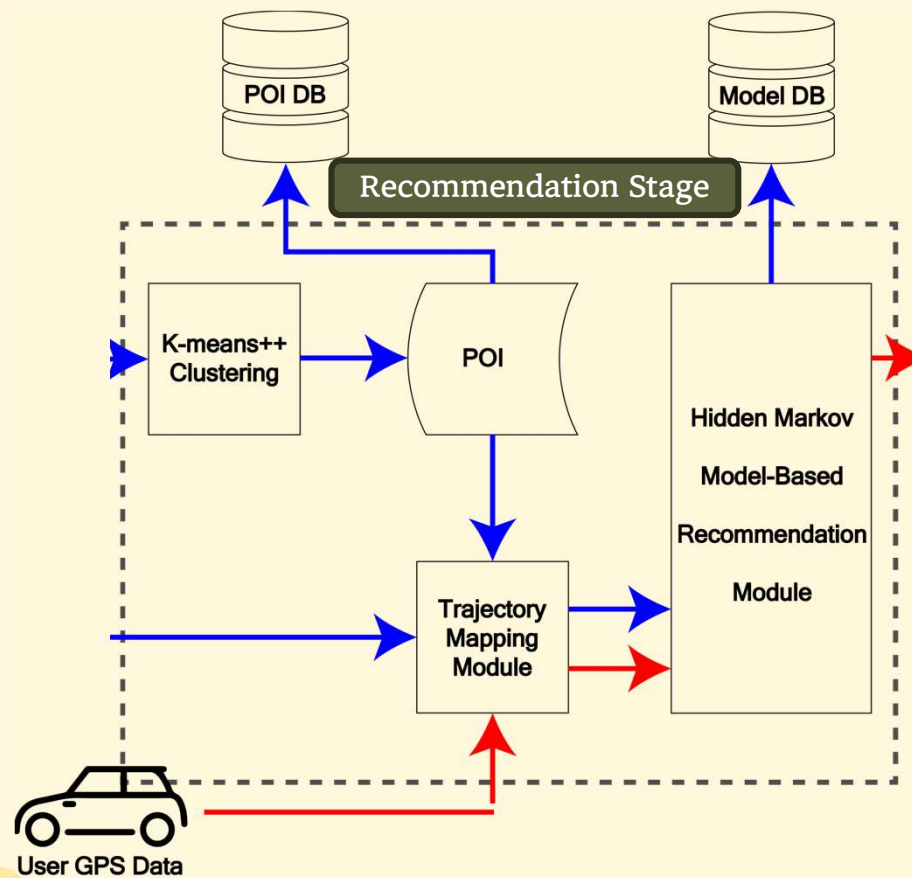 POI DB
Model DB
Recommendation Stage
K-means++
Clustering
POI
Hidden Markov
Model-Based
Recommendation
Module
Trajectory
Mapping
Module
User GPS Data